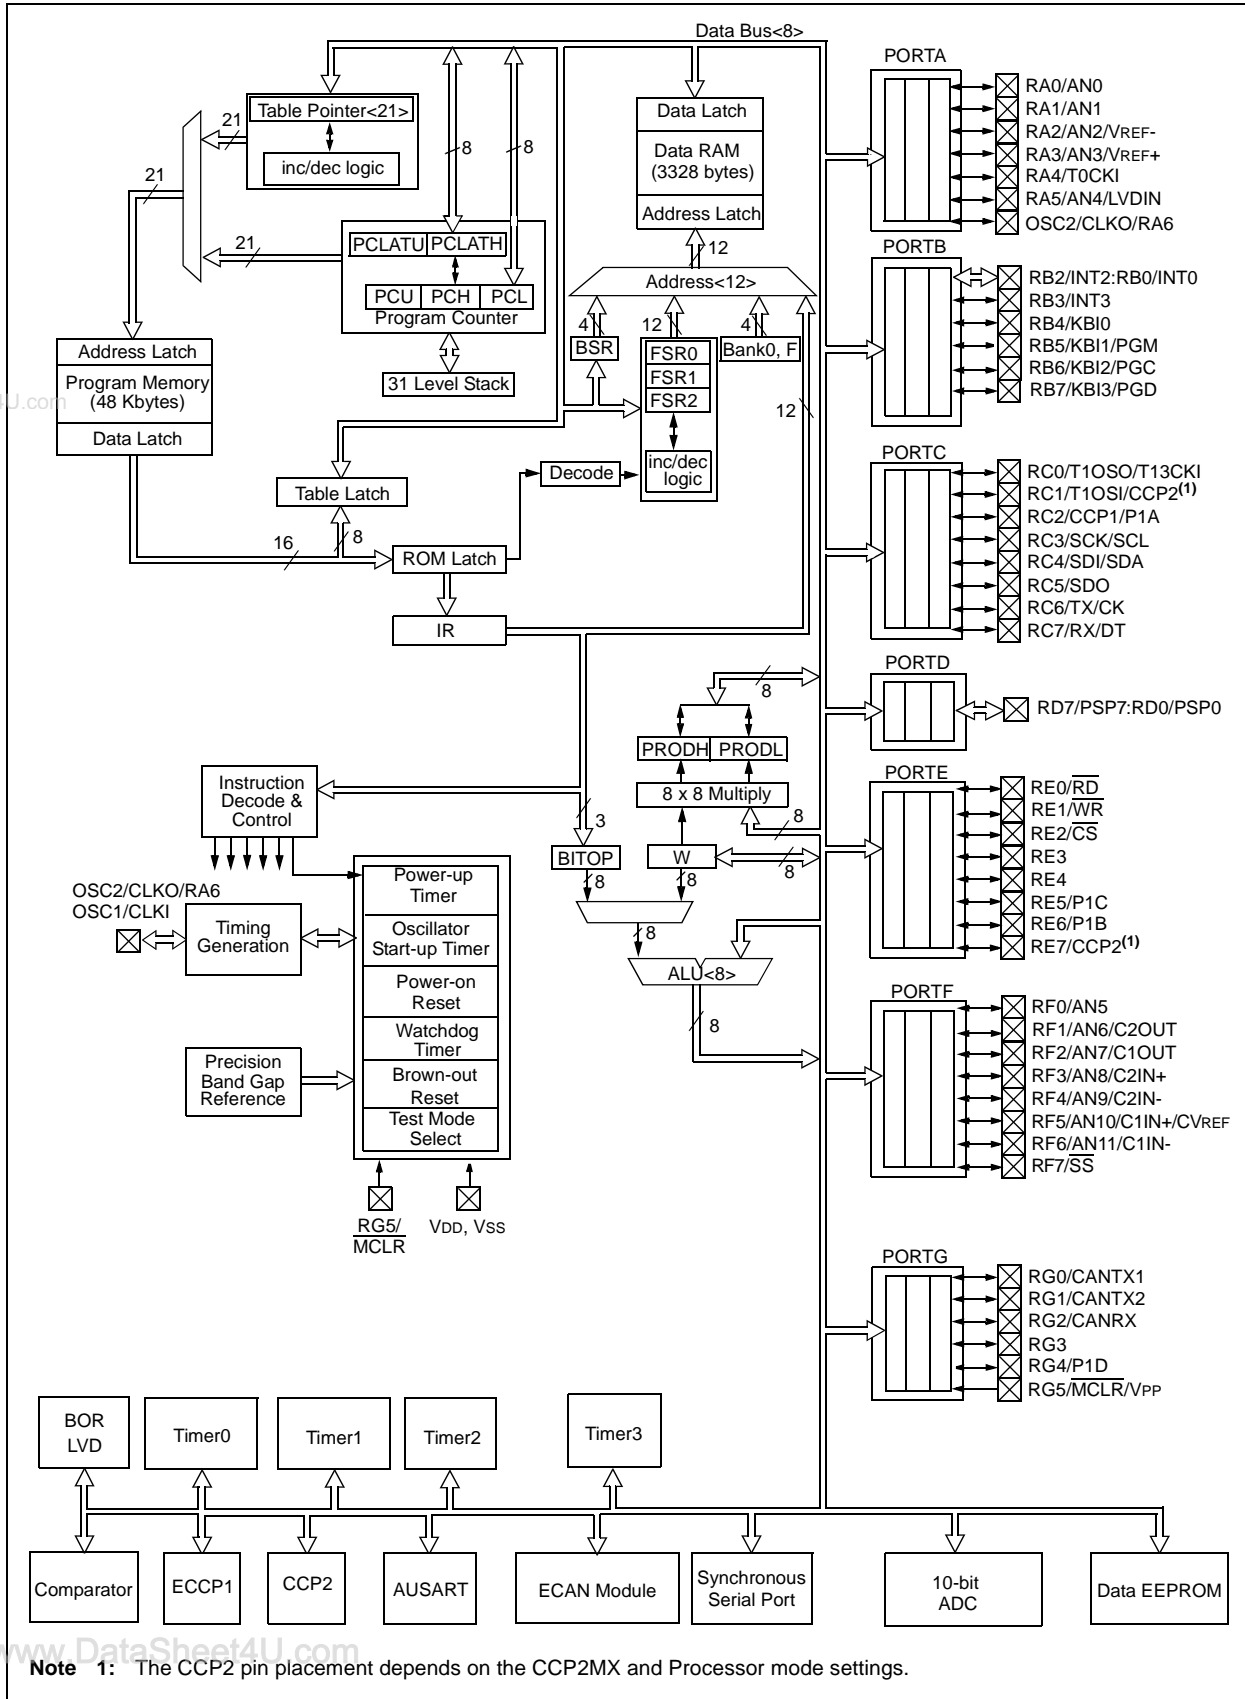 Data Bus<8>
Table Pointer<21>
inc/dec logic
21
21
21
8
8
PCLATU PCLATH
PCU PCH PCL
Program Counter
31 Level Stack
Address Latch
Program Memory
(48 Kbytes)
Data Latch
16
8
Table Latch
ROM Latch
IR
Decode
Data Latch
Data RAM
(3328 bytes)
Address Latch
12
Address<12>
4
12
4
BSR
FSR0
FSR1
FSR2
inc/dec
logic
Bank0, F
12
8
PRODH PRODL
8 x 8 Multiply
8
W
8
3
BITOP
8
8
8
ALU<8>
8
Instruction
Decode &
Control
OSC2/CLKO/RA6
OSC1/CLKI
Timing
Generation
Precision
Band Gap
Reference
Power-up
Timer
Oscillator
Start-up Timer
Power-on
Reset
Watchdog
Timer
Brown-out
Reset
Test Mode
Select
RG5/
MCLR
VDD, VSS
PORTA
RA0/AN0
RA1/AN1
RA2/AN2/VREF-
RA3/AN3/VREF+
RA4/T0CKI
RA5/AN4/LVDIN
OSC2/CLKO/RA6
PORTB
RB2/INT2:RB0/INT0
RB3/INT3
RB4/KBI0
RB5/KBI1/PGM
RB6/KBI2/PGC
RB7/KBI3/PGD
PORTC
RC0/T1OSO/T13CKI
RC1/T1OSI/CCP2(1)
RC2/CCP1/P1A
RC3/SCK/SCL
RC4/SDI/SDA
RC5/SDO
RC6/TX/CK
RC7/RX/DT
PORTD
RD7/PSP7:RD0/PSP0
PORTE
RE0/RD
RE1/WR
RE2/CS
RE3
RE4
RE5/P1C
RE6/P1B
RE7/CCP2(1)
PORTF
RF0/AN5
RF1/AN6/C2OUT
RF2/AN7/C1OUT
RF3/AN8/C2IN+
RF4/AN9/C2IN-
RF5/AN10/C1IN+/CVREF
RF6/AN11/C1IN-
RF7/SS
PORTG
RG0/CANTX1
RG1/CANTX2
RG2/CANRX
RG3
RG4/P1D
RG5/MCLR/VPP
BOR
LVD
Timer0
Timer1
Timer2
Timer3
Comparator
ECCP1
CCP2
AUSART
ECAN Module
Synchronous
Serial Port
10-bit
ADC
Data EEPROM
4U.com
www.DataSheet4U.com
Note 1: The CCP2 pin placement depends on the CCP2MX and Processor mode settings.